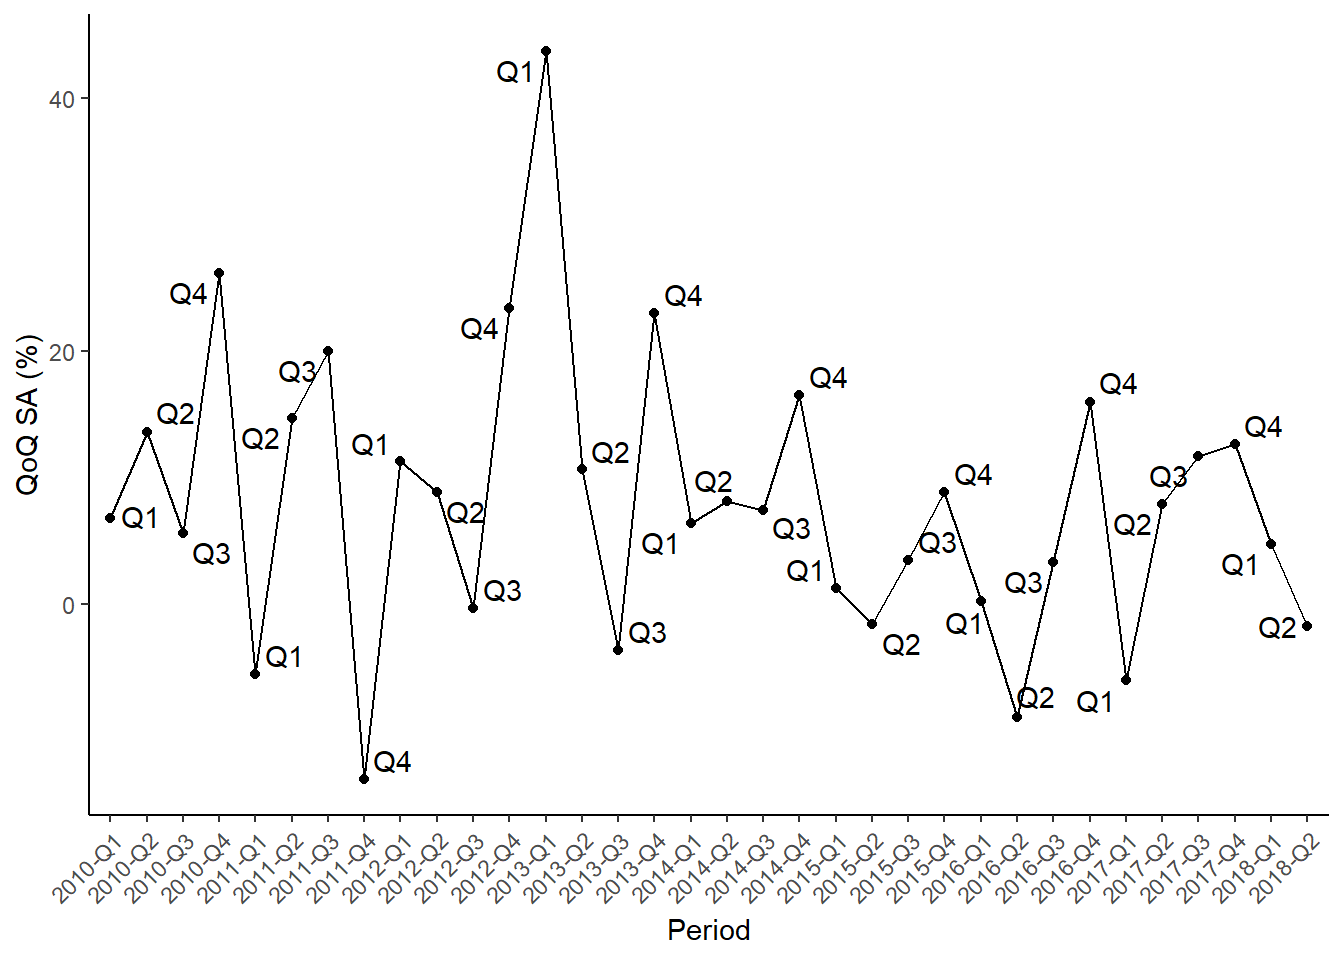 QoQ SA (%)
40
20
0
Q1
Q2
Q3
Q4
Q1
Q2
Q3
Q4
Q1
Q2
Q3
Q4
Q1
Q2
Q3
Q4
Q1
Q2
Q3
Q4
Q1
Q2
Q3
Q4
Q1
Q2
Q3
Q4
Q1
Q2
Q3
Q4
Q1
Q2
2010-Q1
2010-Q2
2010-Q3
2010-Q4
2011-Q1
2011-Q2
2011-Q3
2011-Q4
2012-Q1
2012-Q2
2012-Q3
2012-Q4
2013-Q1
2013-Q2
2013-Q3
2013-Q4
2014-Q1
2014-Q2
2014-Q3
2014-Q4
2015-Q1
2015-Q2
2015-Q3
2015-Q4
2016-Q1
2016-Q2
2016-Q3
2016-Q4
2017-Q1
2017-Q2
2017-Q3
2017-Q4
2018-Q1
2018-Q2
Period